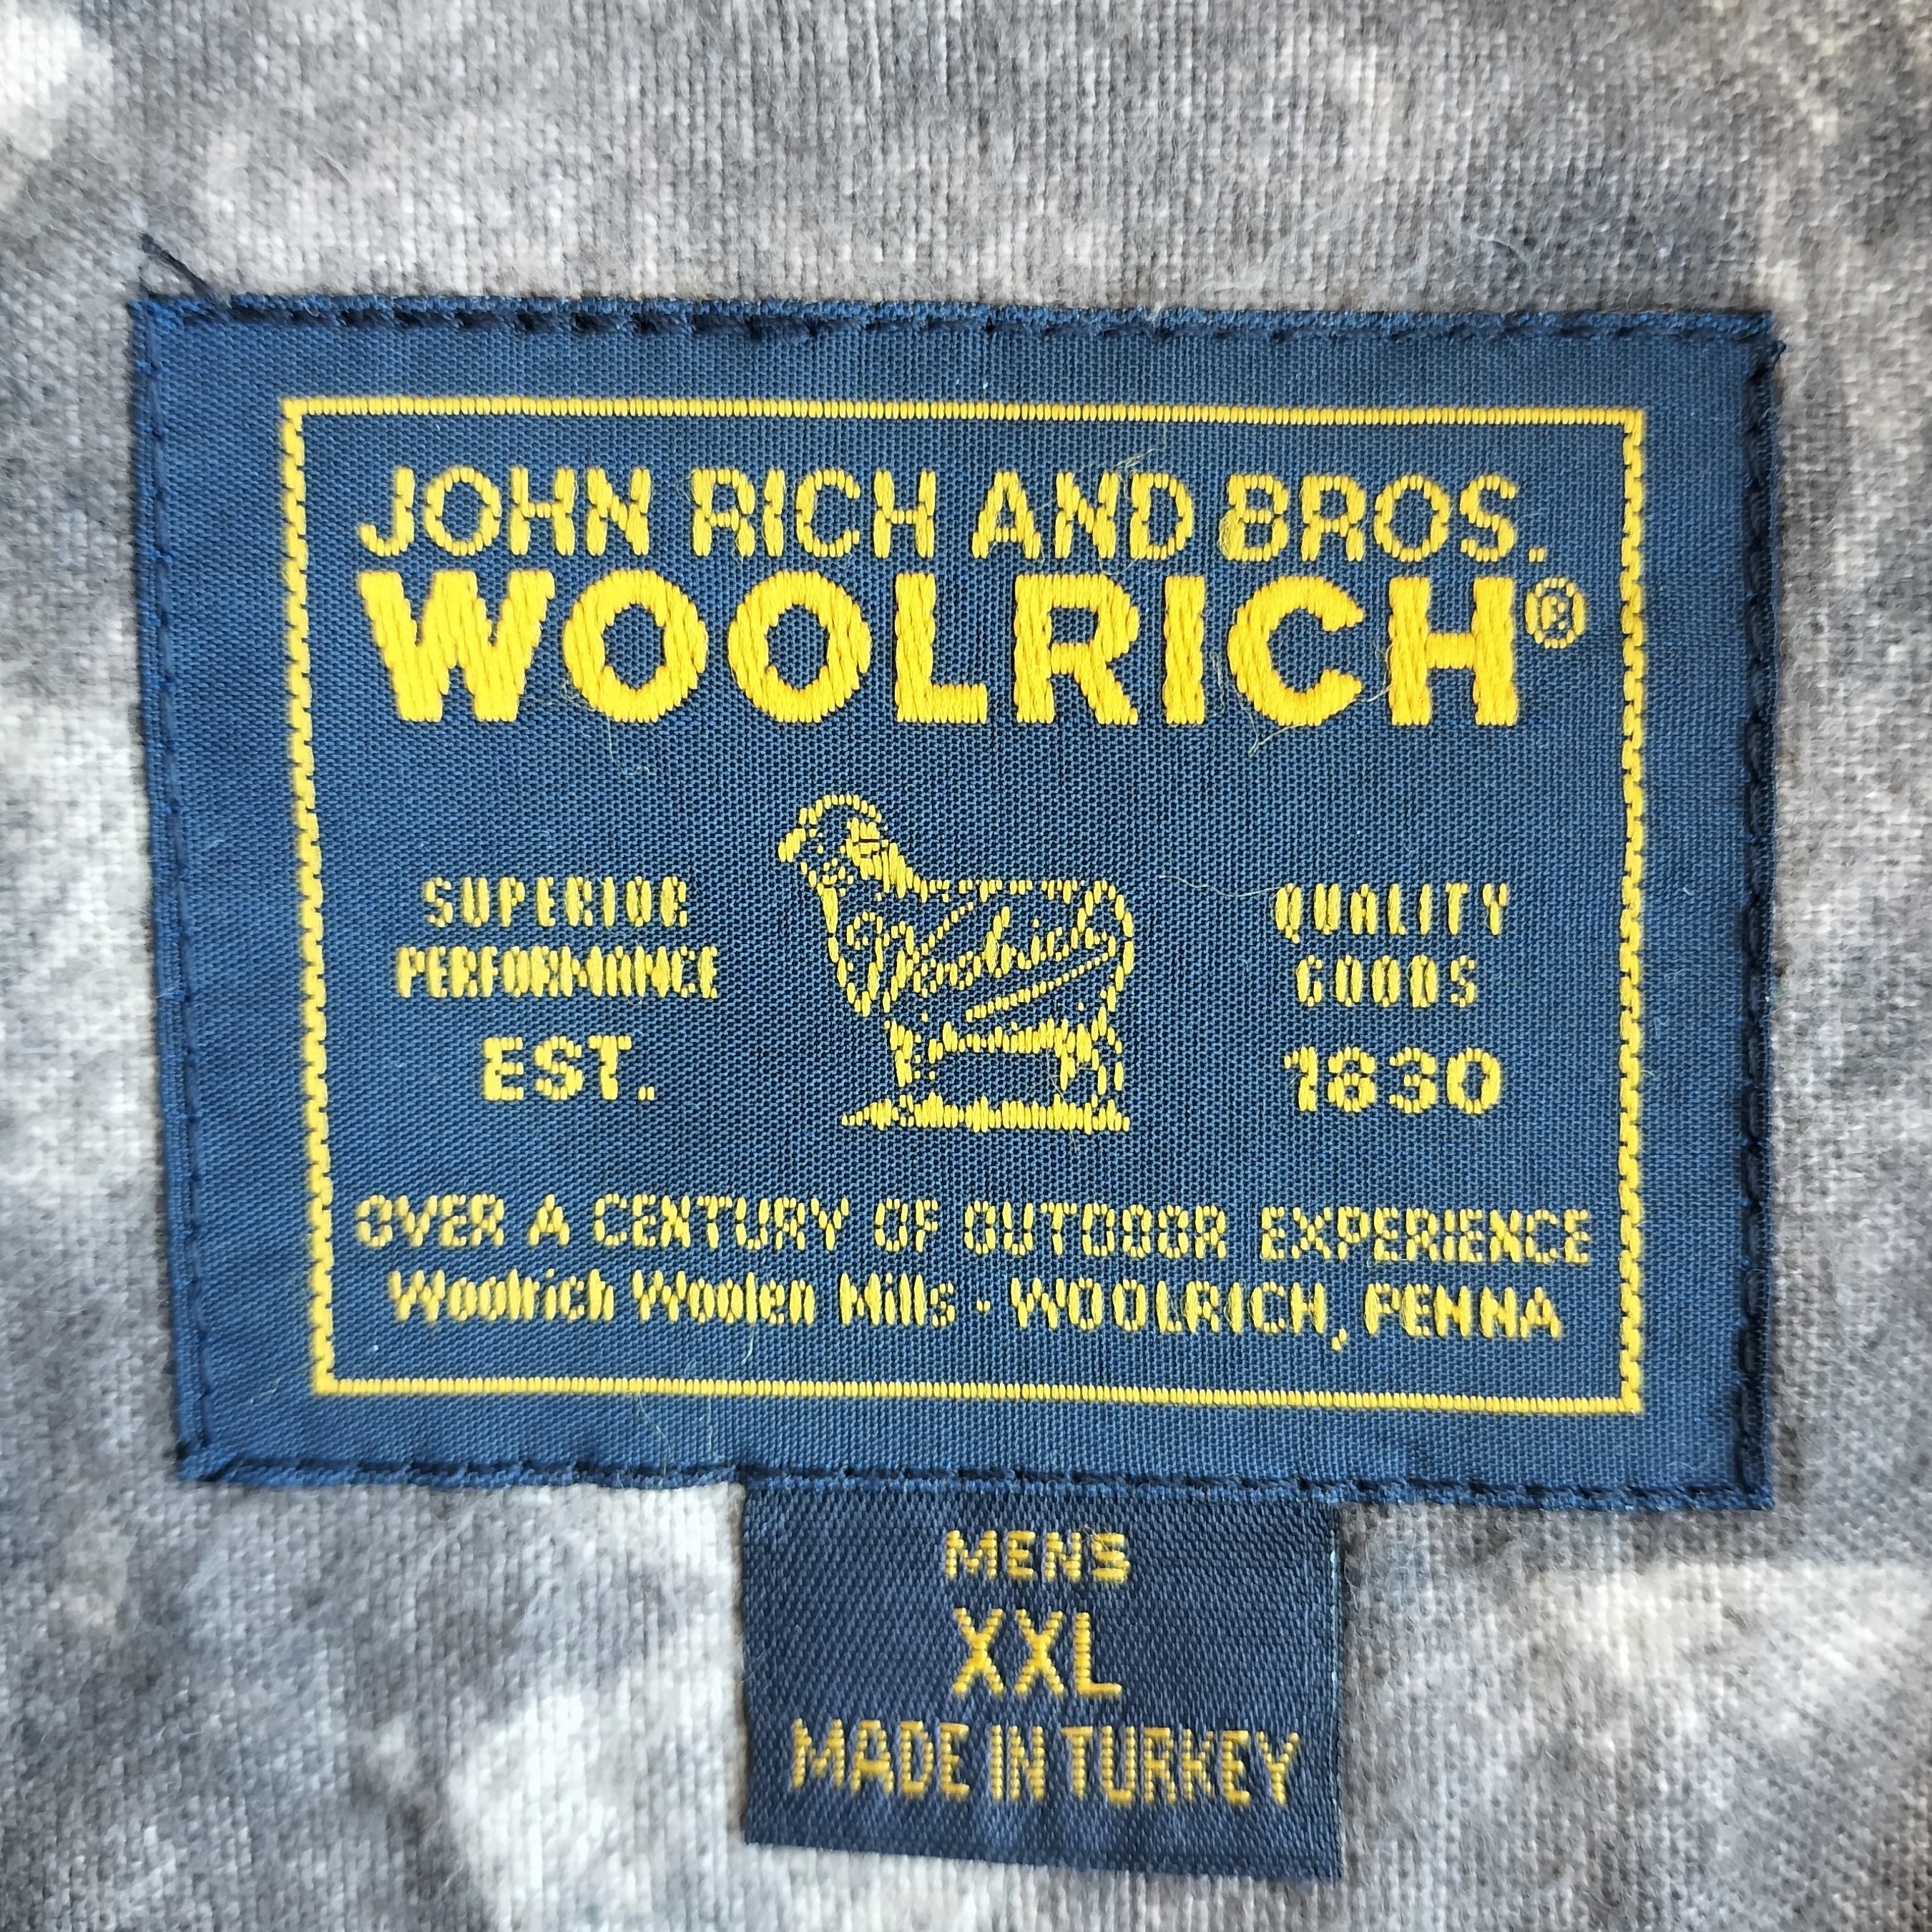 JOHN RICH AND BROS.
WOOLRICH®
SUPERIOR
PERFORMANCE
EST.
Woolrich
QUALITY
GOODS
1830
OVER A CENTURY OF OUTDOOR EXPERIENCE
Woolrich Woolen Mills - WOOLRICH, PENNA
MENS
XXL
MADE IN TURKEY